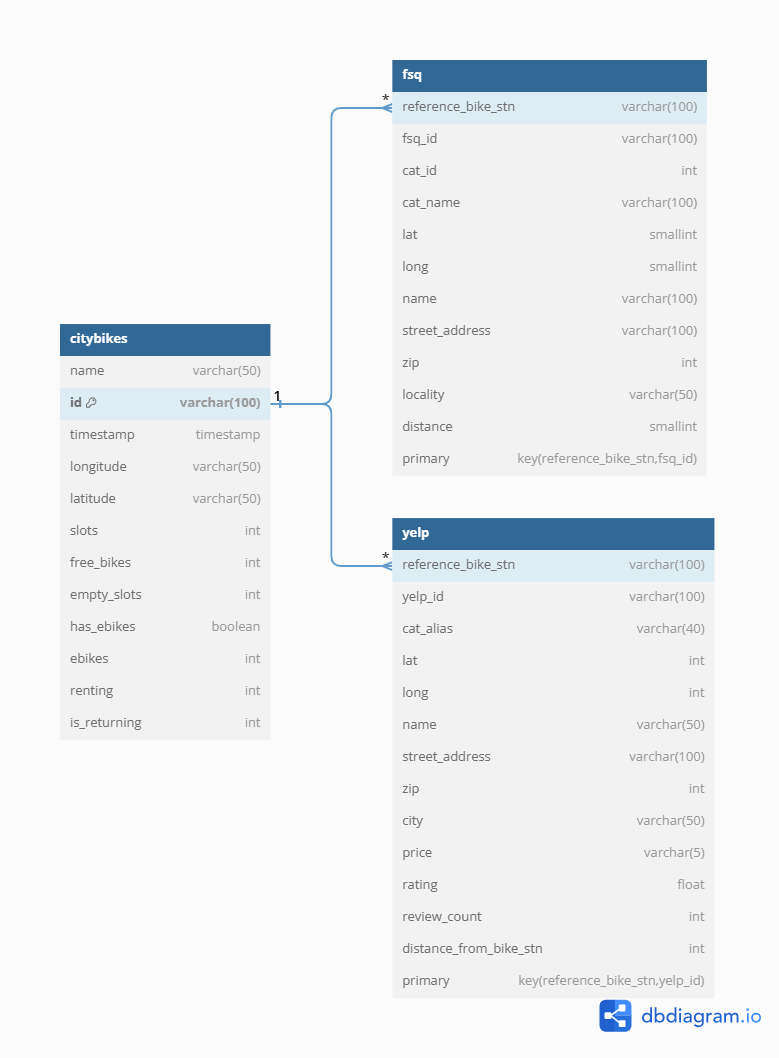 fsq
* reference_bike_stn varchar(100)
fsq_id varchar(100)
cat_id int
cat_name varchar(100)
lat smallint
long smallint
name varchar(100)
street_address varchar(100)
zip int
locality varchar(50)
distance smallint
primary key(reference_bike_stn,fsq_id)
citybikes
name varchar(50)
id varchar(100) 1
timestamp timestamp
longitude varchar(50)
latitude varchar(50)
slots int
free_bikes int
empty_slots int
has_ebikes boolean
ebikes int
renting int
is_returning int
yelp
* reference_bike_stn varchar(100)
yelp_id varchar(100)
cat_alias varchar(40)
lat int
long int
name varchar(50)
street_address varchar(100)
zip int
city varchar(50)
price varchar(5)
rating float
review_count int
distance_from_bike_stn int
primary key(reference_bike_stn,yelp_id)
dbdiagram.io